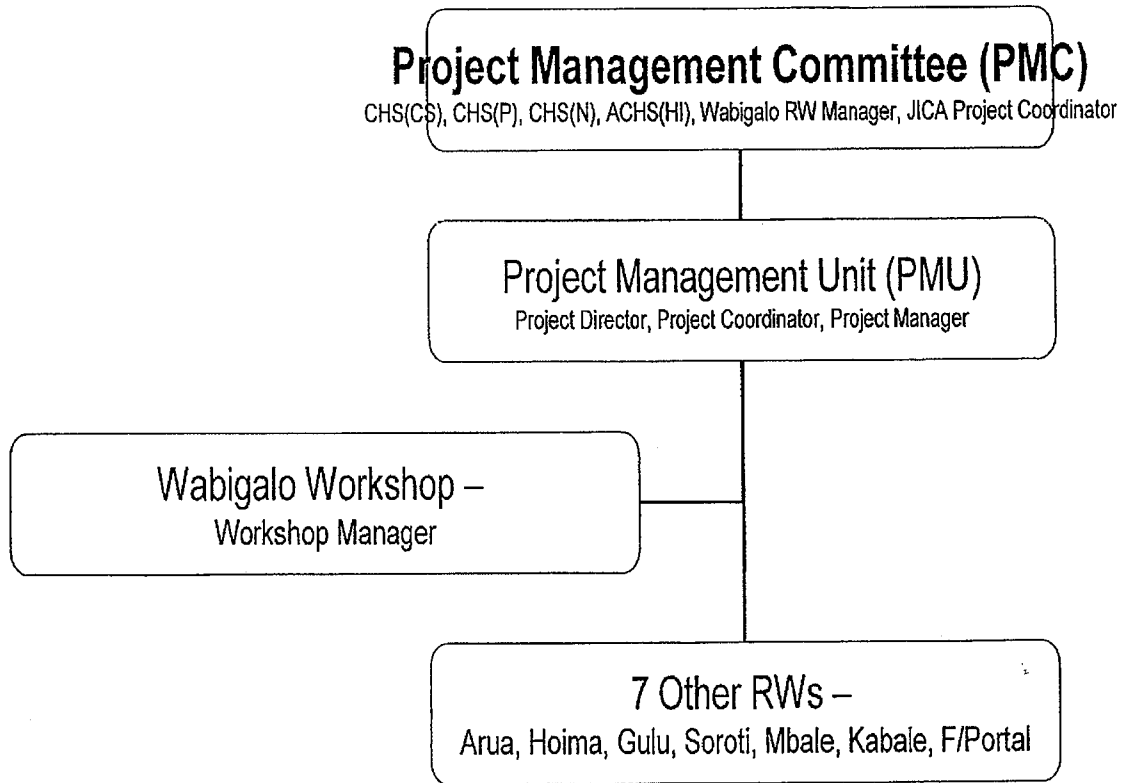 Project Management Committee (PMC)
CHS(CS), CHS(P), CHS(N), ACHS(HI), Wabigalo RW Manager, JICA Project Coordinator
Project Management Unit (PMU)
Project Director, Project Coordinator, Project Manager
Wabigalo Workshop –
Workshop Manager
7 Other RWs –
Arua, Hoima, Gulu, Soroti, Mbale, Kabale, F/Portal